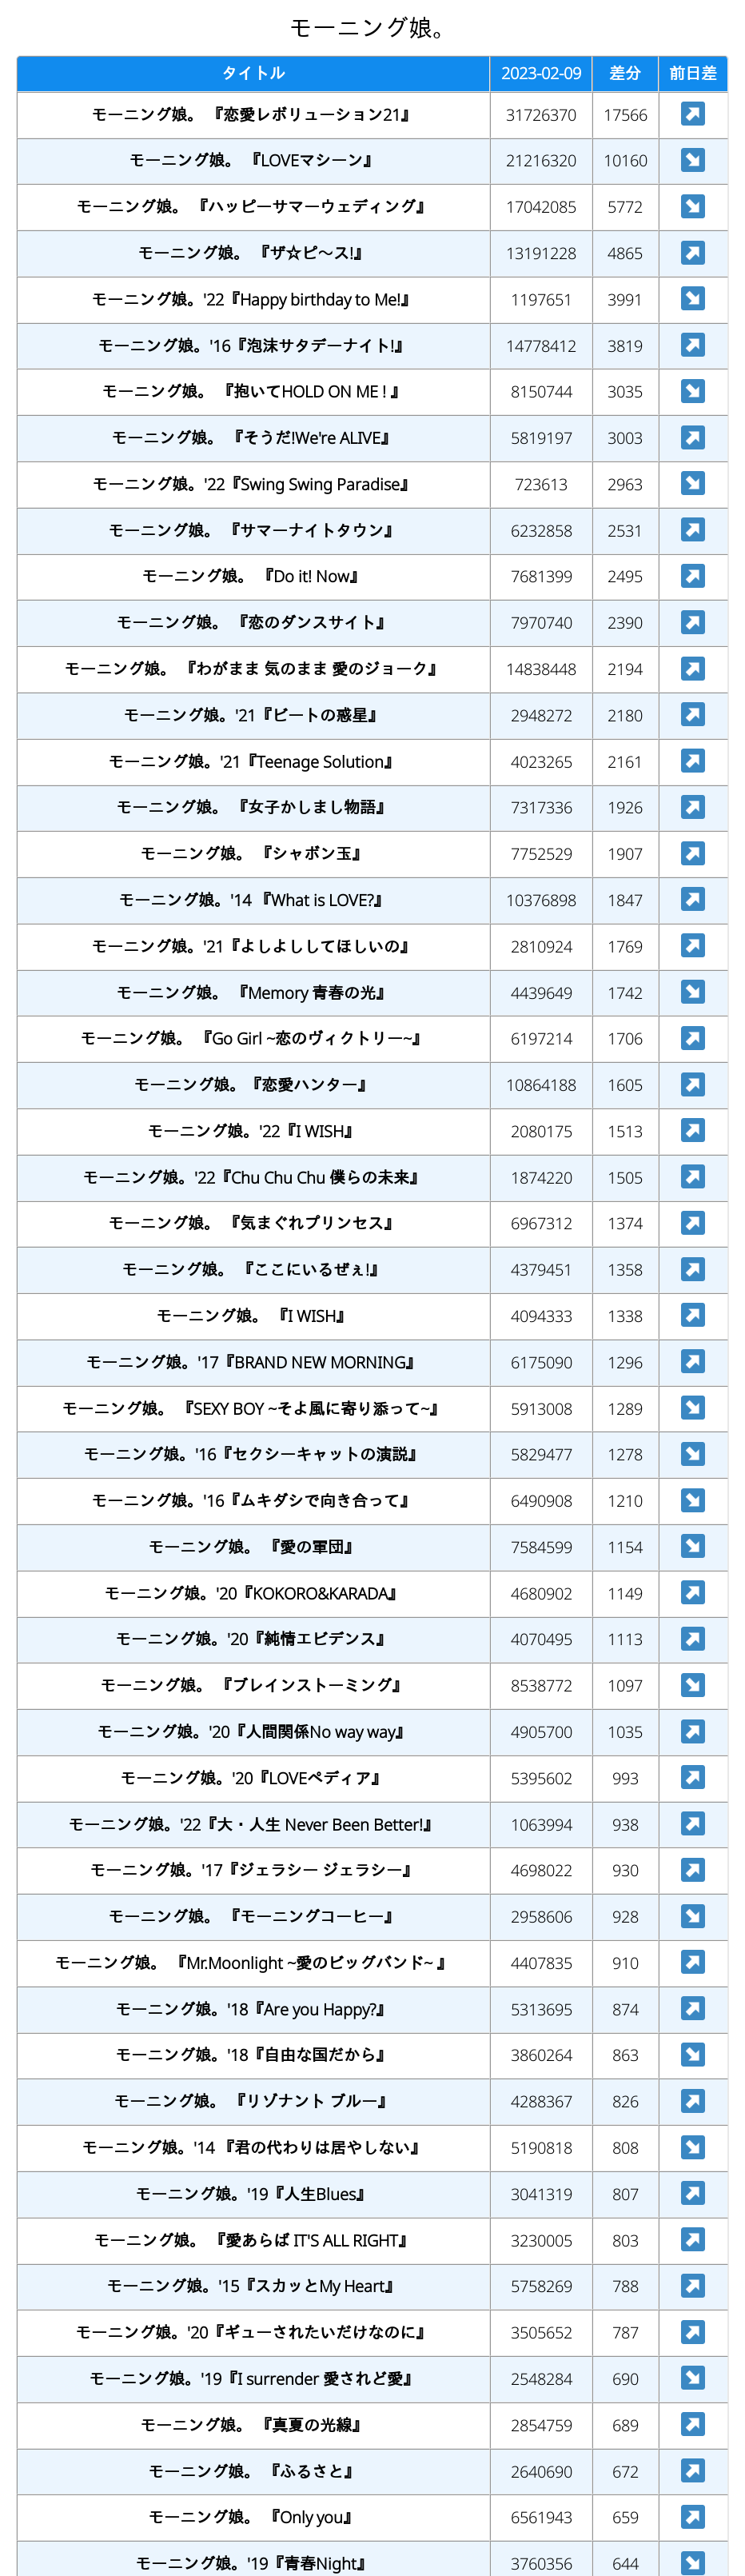 モーニング娘。
タイトル 2023-02-09 差分 前日差
モーニング娘。 『恋愛レボリューション21』 31726370 17566 ↗
モーニング娘。 『LOVEマシーン』 21216320 10160 ↘
モーニング娘。 『ハッピーサマーウェディング』 17042085 5772 ↘
モーニング娘。 『ザ☆ピ〜ス!』 13191228 4865 ↗
モーニング娘。'22『Happy birthday to Me!』 1197651 3991 ↘
モーニング娘。'16『泡沫サタデーナイト!』 14778412 3819 ↗
モーニング娘。 『抱いてHOLD ON ME ! 』 8150744 3035 ↘
モーニング娘。 『そうだ!We're ALIVE』 5819197 3003 ↗
モーニング娘。'22『Swing Swing Paradise』 723613 2963 ↘
モーニング娘。 『サマーナイトタウン』 6232858 2531 ↗
モーニング娘。 『Do it! Now』 7681399 2495 ↗
モーニング娘。 『恋のダンスサイト』 7970740 2390 ↗
モーニング娘。 『わがまま 気のまま 愛のジョーク』 14838448 2194 ↗
モーニング娘。'21『ビートの惑星』 2948272 2180 ↗
モーニング娘。'21『Teenage Solution』 4023265 2161 ↗
モーニング娘。 『女子かしまし物語』 7317336 1926 ↗
モーニング娘。 『シャボン玉』 7752529 1907 ↗
モーニング娘。'14 『What is LOVE?』 10376898 1847 ↗
モーニング娘。'21『よしよししてほしいの』 2810924 1769 ↗
モーニング娘。 『Memory 青春の光』 4439649 1742 ↘
モーニング娘。 『Go Girl ~恋のヴィクトリー~』 6197214 1706 ↗
モーニング娘。『恋愛ハンター』 10864188 1605 ↗
モーニング娘。'22『I WISH』 2080175 1513 ↗
モーニング娘。'22『Chu Chu Chu 僕らの未来』 1874220 1505 ↗
モーニング娘。 『気まぐれプリンセス』 6967312 1374 ↗
モーニング娘。 『ここにいるぜぇ!』 4379451 1358 ↗
モーニング娘。 『I WISH』 4094333 1338 ↗
モーニング娘。'17『BRAND NEW MORNING』 6175090 1296 ↗
モーニング娘。 『SEXY BOY ~そよ風に寄り添って~』 5913008 1289 ↘
モーニング娘。'16『セクシーキャットの演説』 5829477 1278 ↘
モーニング娘。'16『ムキダシで向き合って』 6490908 1210 ↘
モーニング娘。 『愛の軍団』 7584599 1154 ↘
モーニング娘。'20『KOKORO&KARADA』 4680902 1149 ↗
モーニング娘。'20『純情エビデンス』 4070495 1113 ↗
モーニング娘。 『ブレインストーミング』 8538772 1097 ↘
モーニング娘。'20『人間関係No way way』 4905700 1035 ↗
モーニング娘。'20『LOVEペディア』 5395602 993 ↗
モーニング娘。'22『大・人生 Never Been Better!』 1063994 938 ↗
モーニング娘。'17『ジェラシー ジェラシー』 4698022 930 ↗
モーニング娘。 『モーニングコーヒー』 2958606 928 ↘
モーニング娘。 『Mr.Moonlight ~愛のビッグバンド~ 』 4407835 910 ↗
モーニング娘。'18『Are you Happy?』 5313695 874 ↗
モーニング娘。'18『自由な国だから』 3860264 863 ↘
モーニング娘。 『リゾナント ブルー』 4288367 826 ↗
モーニング娘。'14 『君の代わりは居やしない』 5190818 808 ↘
モーニング娘。'19『人生Blues』 3041319 807 ↗
モーニング娘。 『愛あらば IT'S ALL RIGHT』 3230005 803 ↗
モーニング娘。'15『スカッとMy Heart』 5758269 788 ↗
モーニング娘。'20『ギューされたいだけなのに』 3505652 787 ↗
モーニング娘。'19『I surrender 愛されど愛』 2548284 690 ↘
モーニング娘。 『真夏の光線』 2854759 689 ↗
モーニング娘。 『ふるさと』 2640690 672 ↗
モーニング娘。 『Only you』 6561943 659 ↗
モーニング娘。'19『青春Night』 3760356 644 ↘